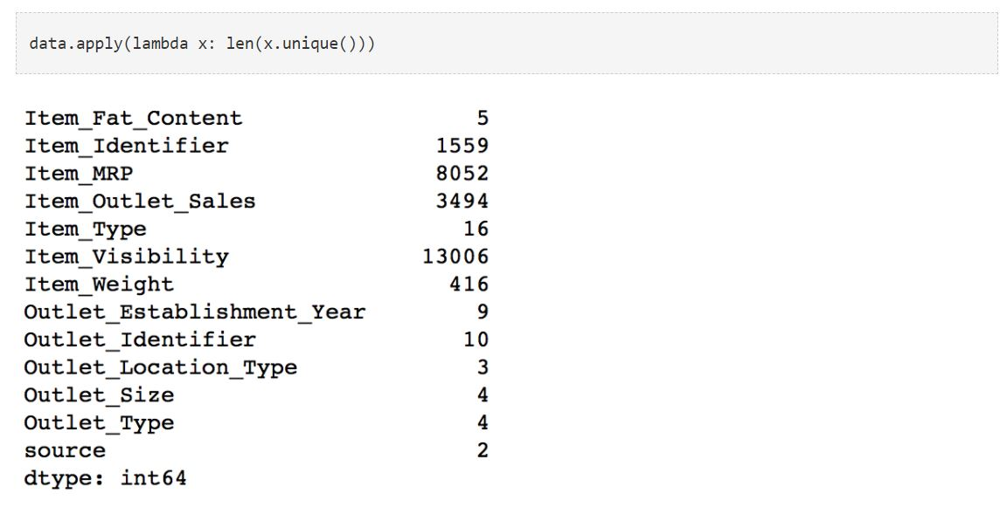 data.apply(lambda x: len(x.unique()))
Item_Fat_Content 5
Item_Identifier 1559
Item_MRP 8052
Item_Outlet_Sales 3494
Item_Type 16
Item_Visibility 13006
Item_Weight 416
Outlet_Establishment_Year 9
Outlet_Identifier 10
Outlet_Location_Type 3
Outlet_Size 4
Outlet_Type 4
source 2
dtype: int64